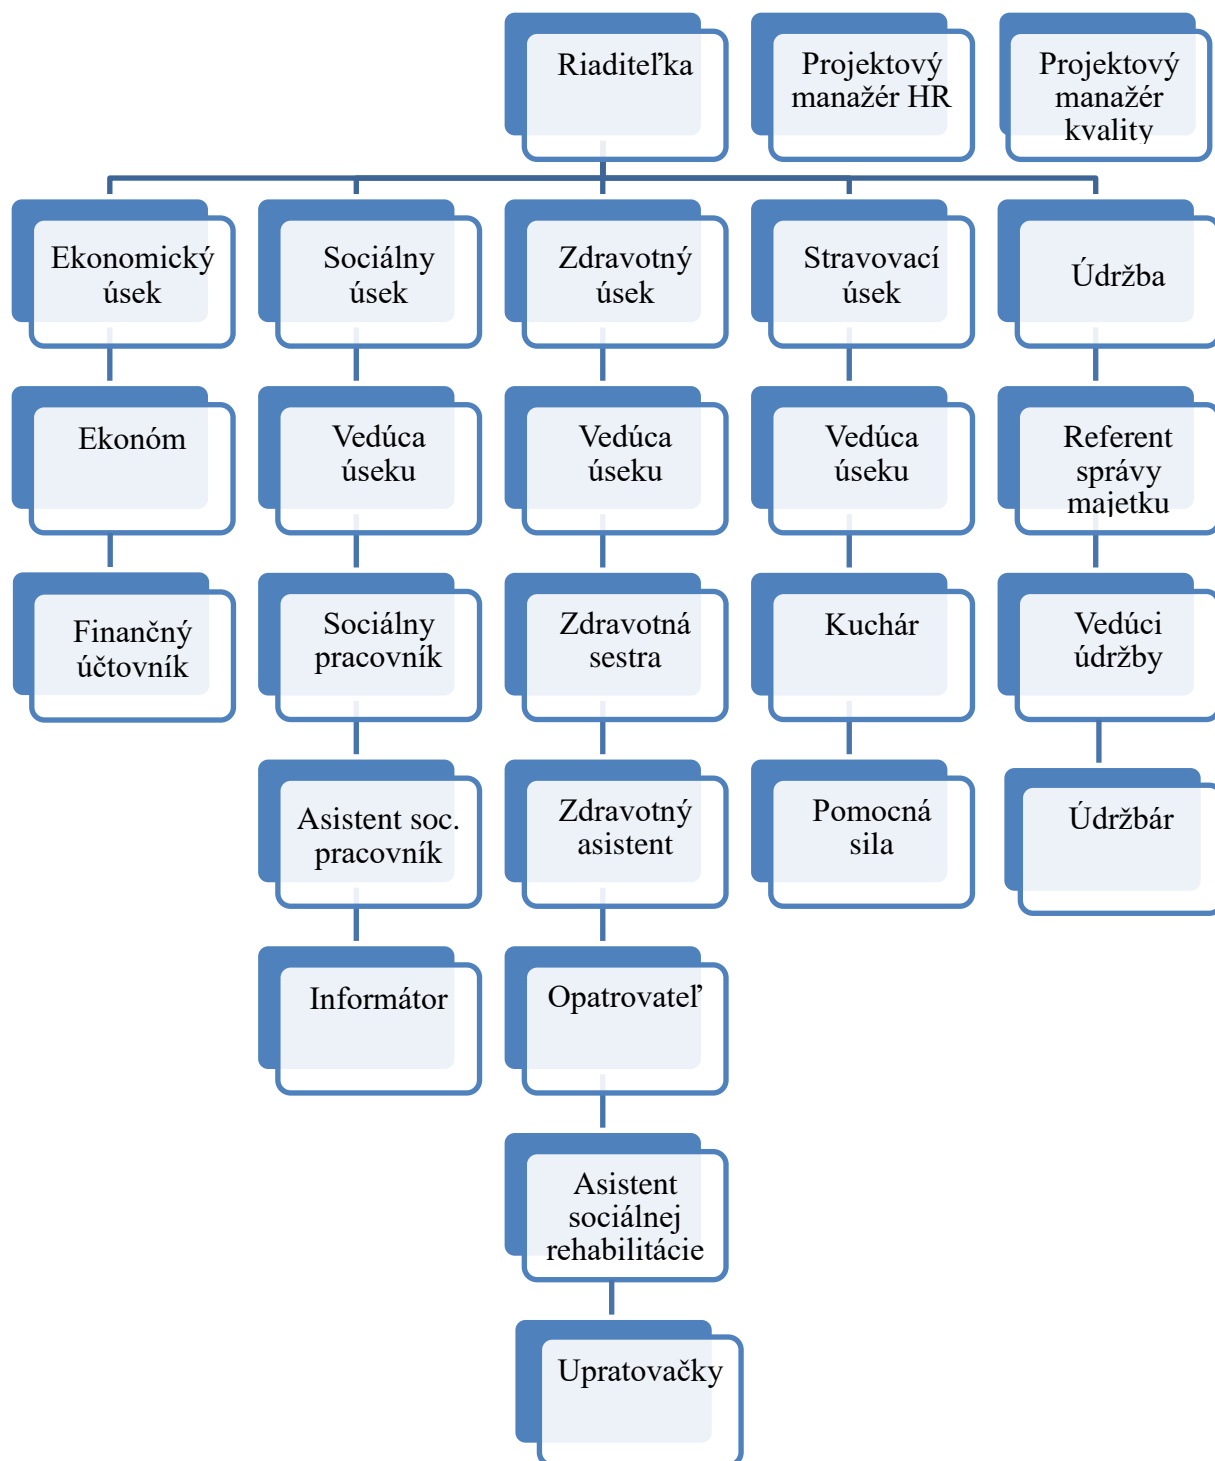 Riaditeľka
Projektový
manažér HR
Projektový
manažér
kvality
Ekonomický
úsek
Sociálny
úsek
Zdravotný
úsek
Stravovací
úsek
Údržba
Ekonóm
Vedúca
úseku
Vedúca
úseku
Vedúca
úseku
Referent
správy
majetku
Finančný
účtovník
Sociálny
pracovník
Zdravotná
sestra
Kuchár
Vedúci
údržby
Asistent soc.
pracovník
Zdravotný
asistent
Pomocná
sila
Údržbár
Informátor
Opatrovateľ
Asistent
sociálnej
rehabilitácie
Upratovačky